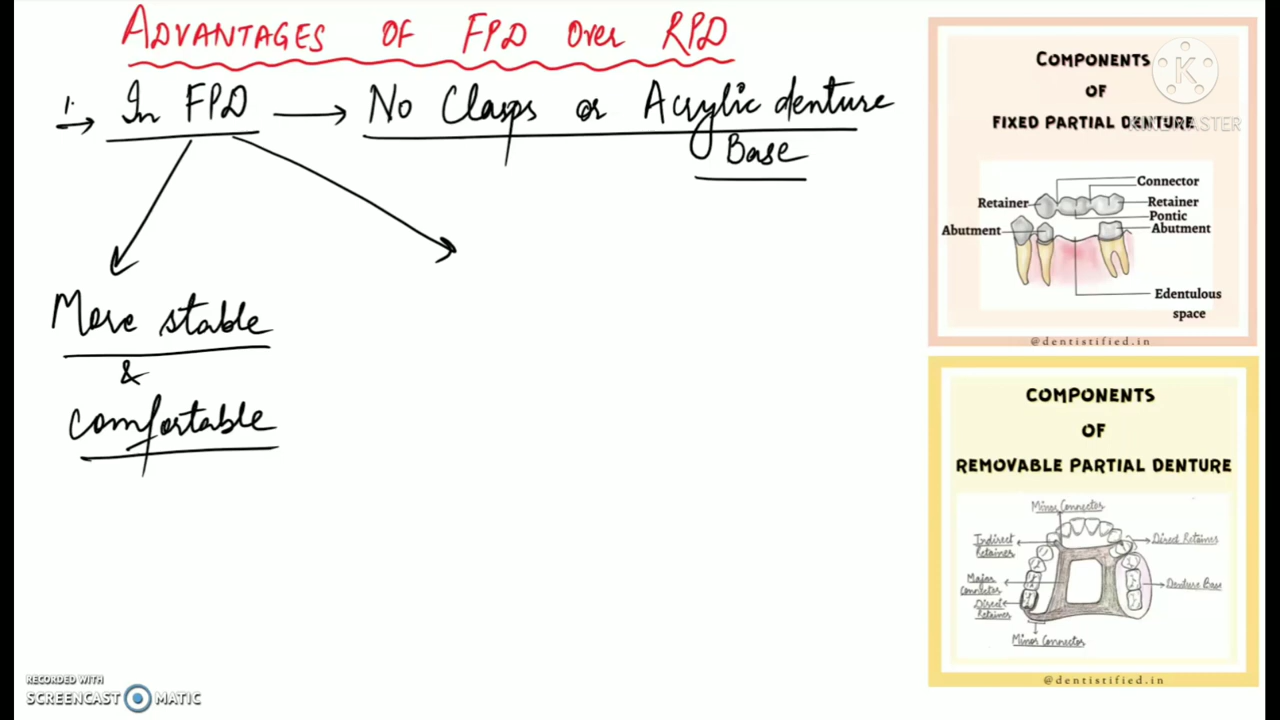 ADVANTAGES OF FPD Over RPD
1. In FPD → No Clasps or Acrylic denture
Base
More stable
&
comfortable
COMPONENTS
OF
FIXED PARTIAL DENTURE
KINEMASTER
K
Connector
Retainer
Retainer
Pontic
Abutment
Abutment
Edentulous
space
@dentistified.in
COMPONENTS
OF
REMOVABLE PARTIAL DENTURE
Minor Connector
Indirect
Retainer
Direct Retainer
Major
Connector
Denture Base
Direct
Retainer
Minor Connector
@dentistified.in
RECORDED WITH
SCREENCAST MATIC